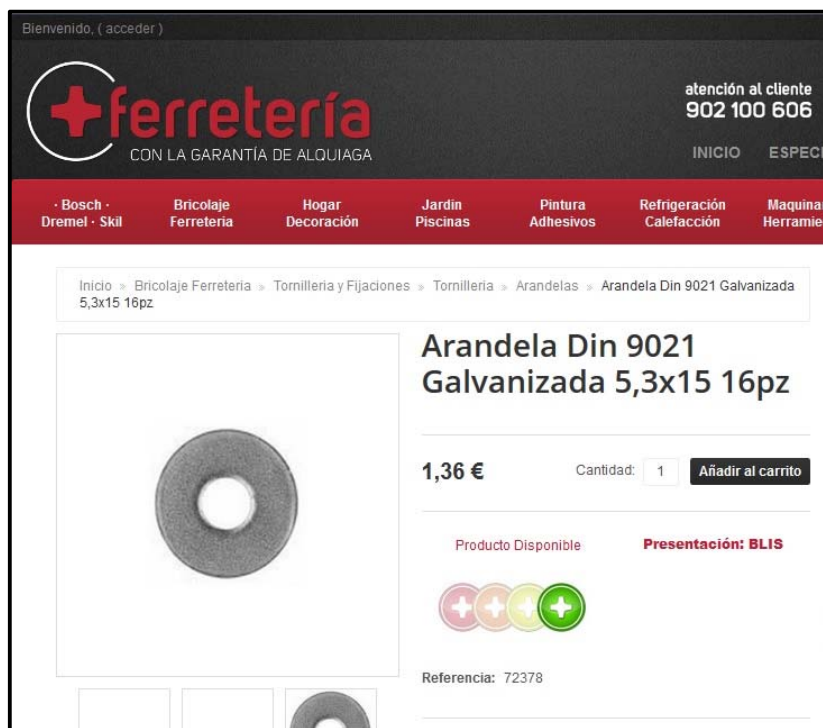 Bienvenido, ( acceder )
ferretería
CON LA GARANTÍA DE ALQUIAGA
atención al cliente
902 100 606
INICIO ESPECI
· Bosch ·
Dremel · Skil
Bricolaje
Ferreteria
Hogar
Decoración
Jardin
Piscinas
Pintura
Adhesivos
Refrigeración
Calefacción
Maquinar
Herramie
Inicio » Bricolaje Ferreteria » Tornilleria y Fijaciones » Tornilleria » Arandelas » Arandela Din 9021 Galvanizada
5,3x15 16pz
Arandela Din 9021
Galvanizada 5,3x15 16pz
1,36 €
Cantidad: 1 Añadir al carrito
Producto Disponible
Presentación: BLIS
Referencia: 72378